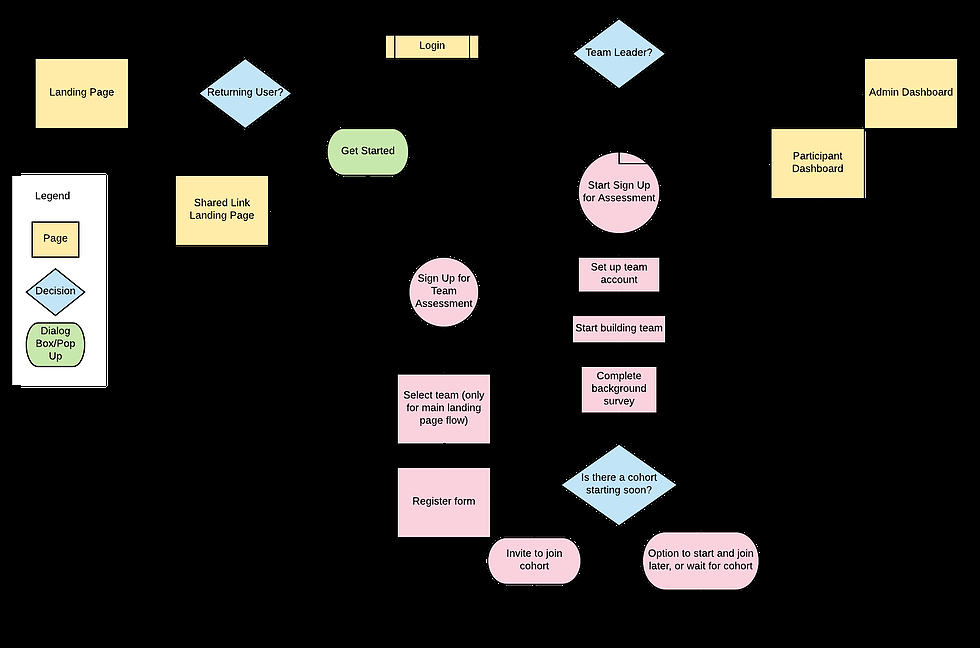 Login
Team Leader?
Landing Page
Returning User?
Admin Dashboard
Get Started
Participant
Dashboard
Start Sign Up
for Assessment
Legend
Page
Decision
Dialog
Box/Pop
Up
Shared Link
Landing Page
Sign Up for
Team
Assessment
Set up team
account
Start building team
Complete
background
survey
Select team (only
for main landing
page flow)
Register form
Is there a cohort
starting soon?
Invite to join
cohort
Option to start and join
later, or wait for cohort